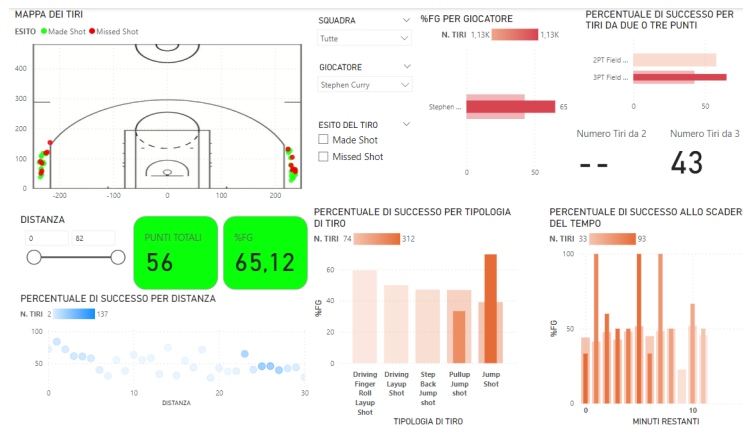 MAPPA DEI TIRI
ESITO Made Shot Missed Shot
400
300
200
100
0
-200 -100 0 100 200
SQUADRA
Tutte
GIOCATORE
Stephen Curry
ESITO DEL TIRO
Made Shot
Missed Shot
%FG PER GIOCATORE
N. TIRI 1,13K 1,13K
Stephen ... 65
0 50
PERCENTUALE DI SUCCESSO PER
TIRI DA DUE O TRE PUNTI
2PT Field ...
3PT Field ...
0 50
Numero Tiri da 2 Numero Tiri da 3
-- 43
DISTANZA
0 62
PUNTI TOTALI
56
%FG
65,12
PERCENTUALE DI SUCCESSO PER DISTANZA
N. TIRI 2 137
100
50
0 10 20 30
DISTANZA
PERCENTUALE DI SUCCESSO PER TIPOLOGIA
DI TIRO
N. TIRI 74 312
60
40
20
0
%FG
Driving Finger Roll Layup Shot
Driving Layup Shot
Step Back Jump shot
Pullup Jump shot
Jump Shot
TIPOLOGIA DI TIRO
PERCENTUALE DI SUCCESSO ALLO SCADER
DEL TEMPO
N. TIRI 33 93
100
50
0
%FG
0 10
MINUTI RESTANTI